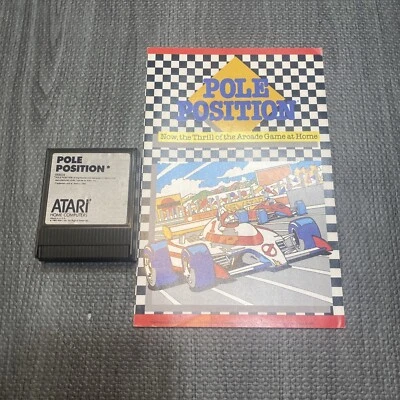 POLE
POSITION
Now, the Thrill of the Arcade Game at Home
POLE
POSITION*
ATARI
HOME COMPUTERS